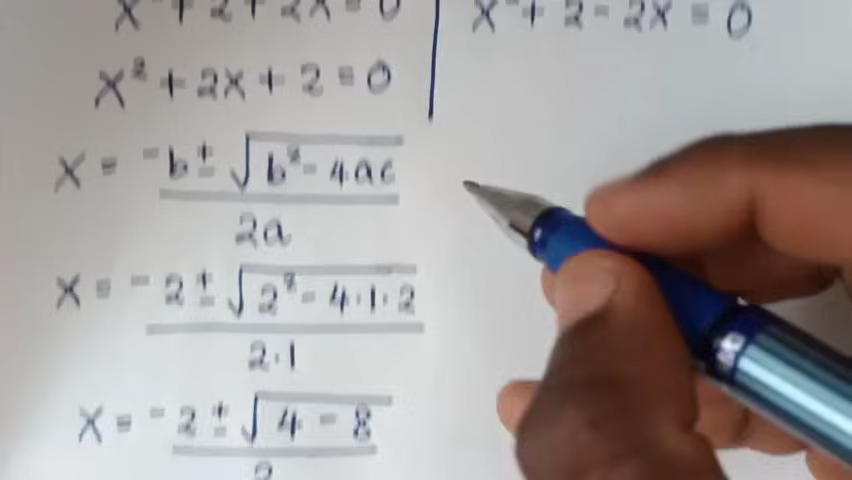 x² + 2 + 2x = 0
x² + 2x + 2 = 0
x = -b ± √(b² - 4ac) / 2a
x = -2 ± √(2² - 4·1·2) / 2·1
x = -2 ± √(4 - 8) / 2
x² + 2 - 2x = 0